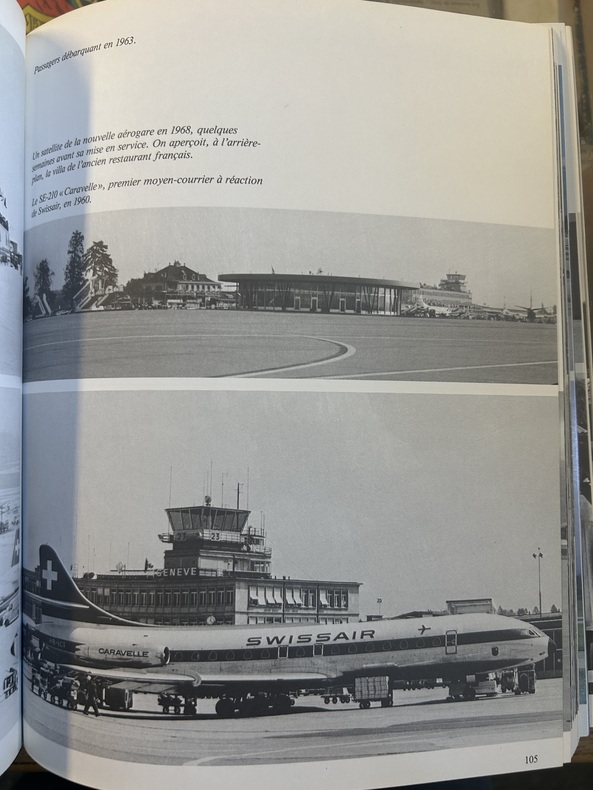 Passagers débarquant en 1963.
Un satellite de la nouvelle aérogare en 1968, quelques
semaines avant sa mise en service. On aperçoit, à l'arrière-
plan, la villa de l'ancien restaurant français.
Le SE-210 «Caravelle», premier moyen-courrier à réaction
de Swissair, en 1960.
23
GENEVE
SWISSAIR
CARAVELLE
105